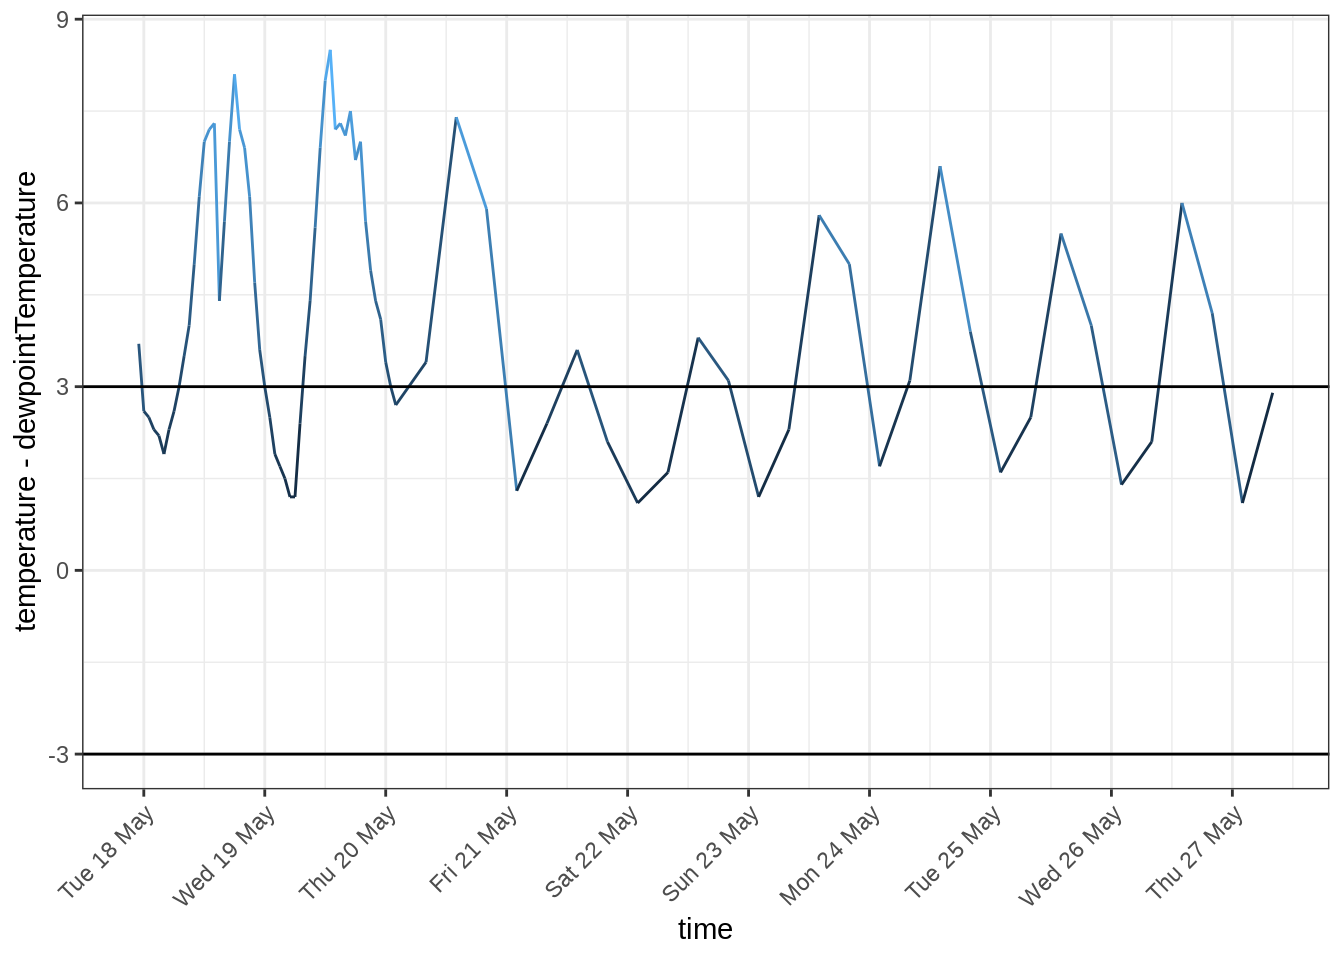 temperature - dewpointTemperature
9
6
3
0
-3
Tue 18 May
Wed 19 May
Thu 20 May
Fri 21 May
Sat 22 May
Sun 23 May
Mon 24 May
Tue 25 May
Wed 26 May
Thu 27 May
time